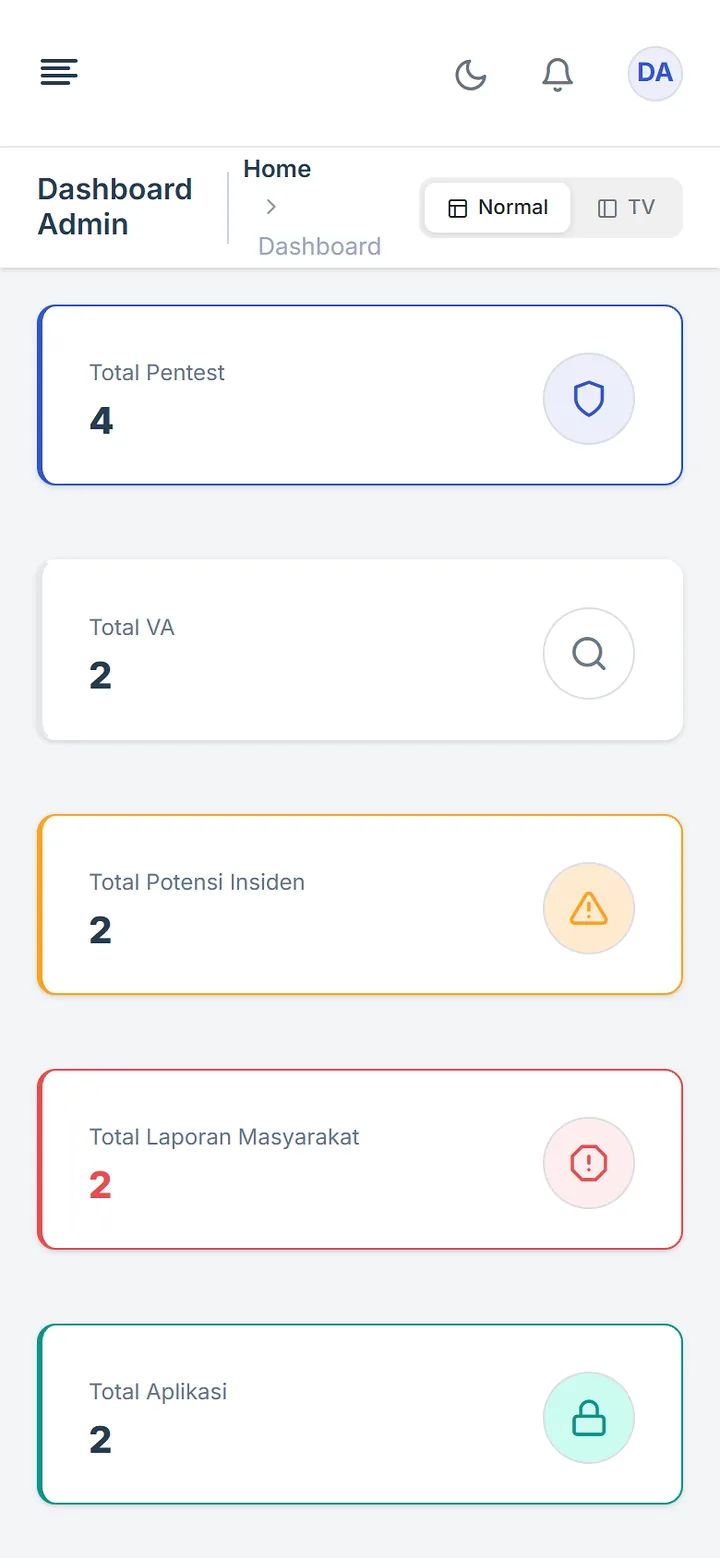 DA
Dashboard
Admin
Home
Dashboard
Normal
TV
Total Pentest
4
Total VA
2
Total Potensi Insiden
2
Total Laporan Masyarakat
2
Total Aplikasi
2